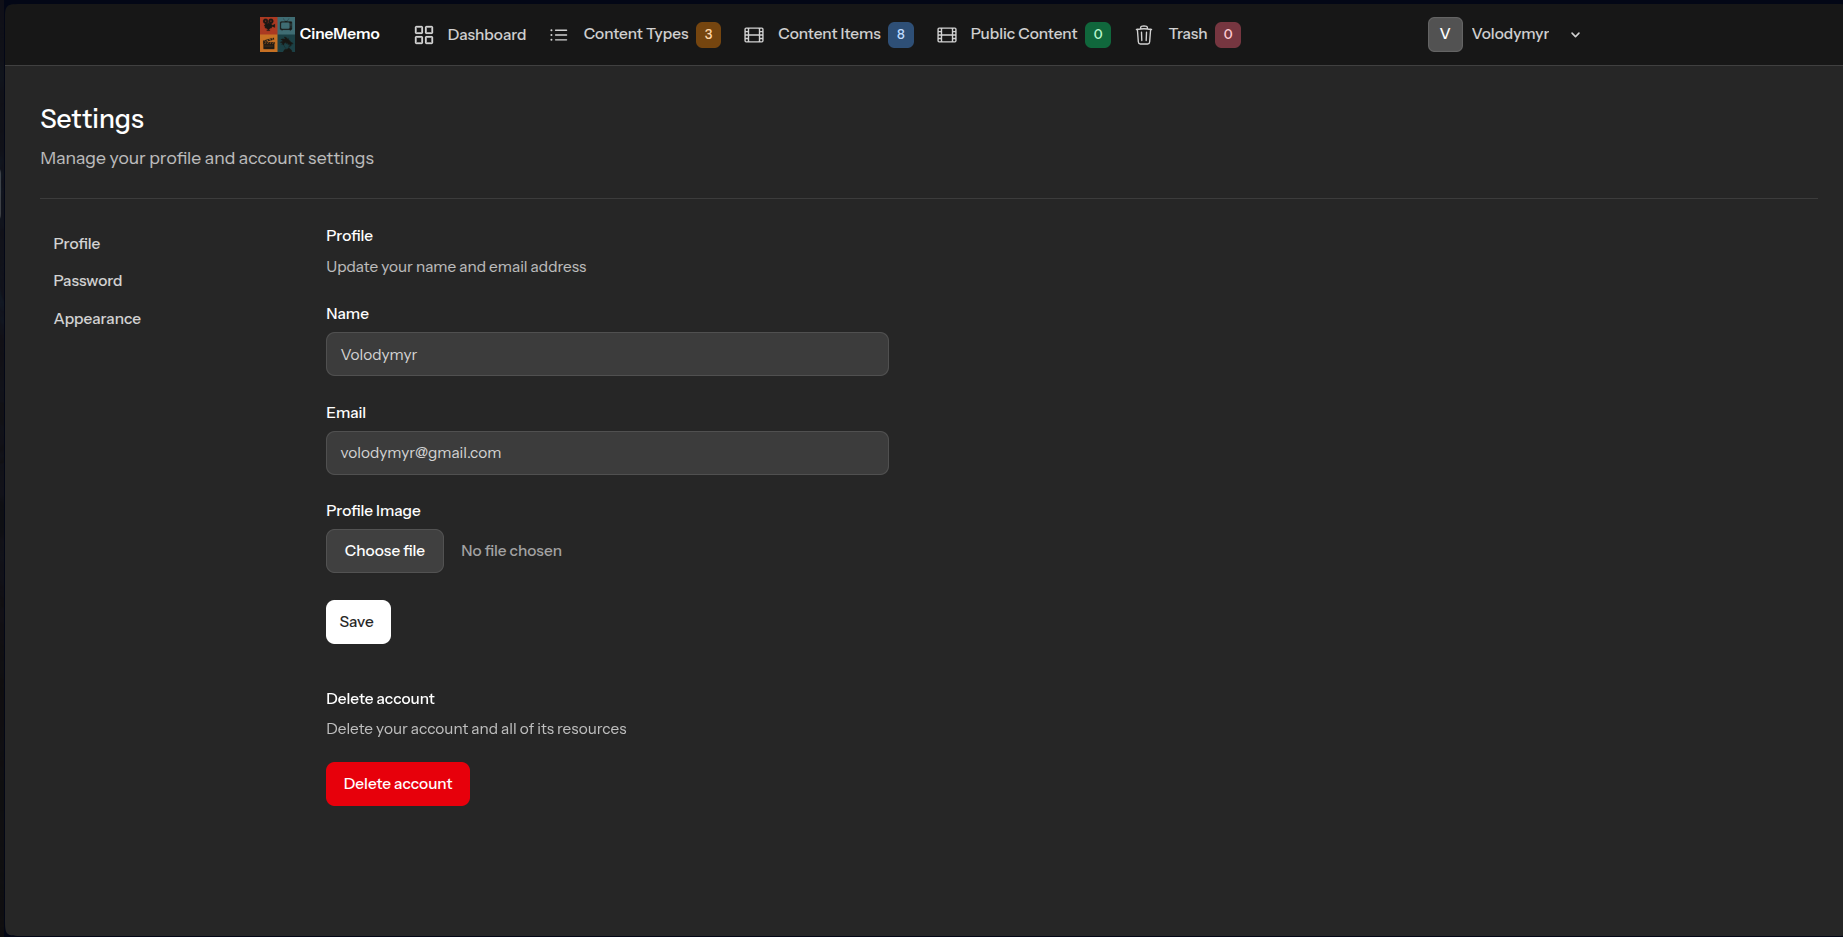 CineMemo Dashboard Content Types 3 Content Items 8 Public Content 0 Trash 0 V Volodymyr
Settings
Manage your profile and account settings
Profile
Password
Appearance
Profile
Update your name and email address
Name
Volodymyr
Email
volodymyr@gmail.com
Profile Image
Choose file No file chosen
Save
Delete account
Delete your account and all of its resources
Delete account